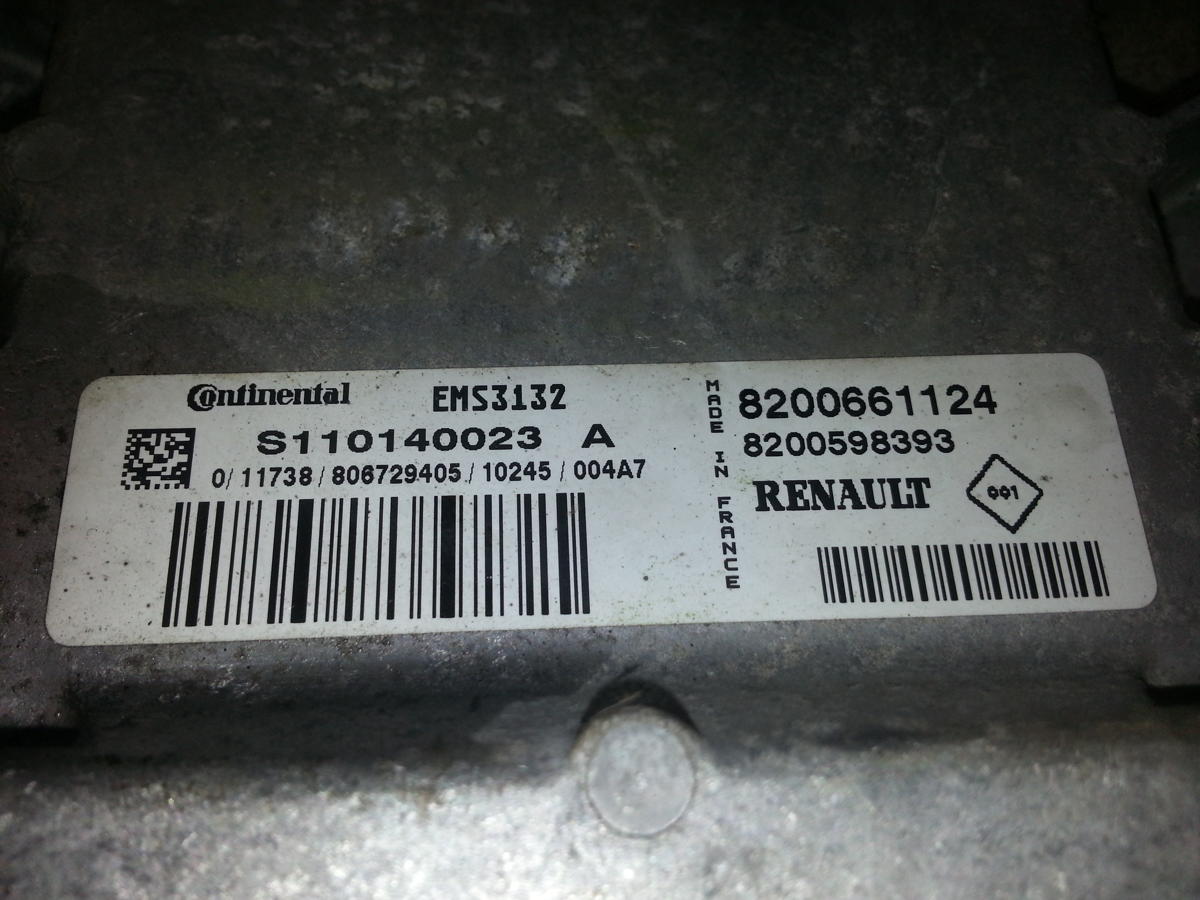 Continental EMS3132
S110140023 A
0/ 11738 / 806729405 / 10245 / 004A7
MADE IN FRANCE
8200661124
8200598393
RENAULT
001